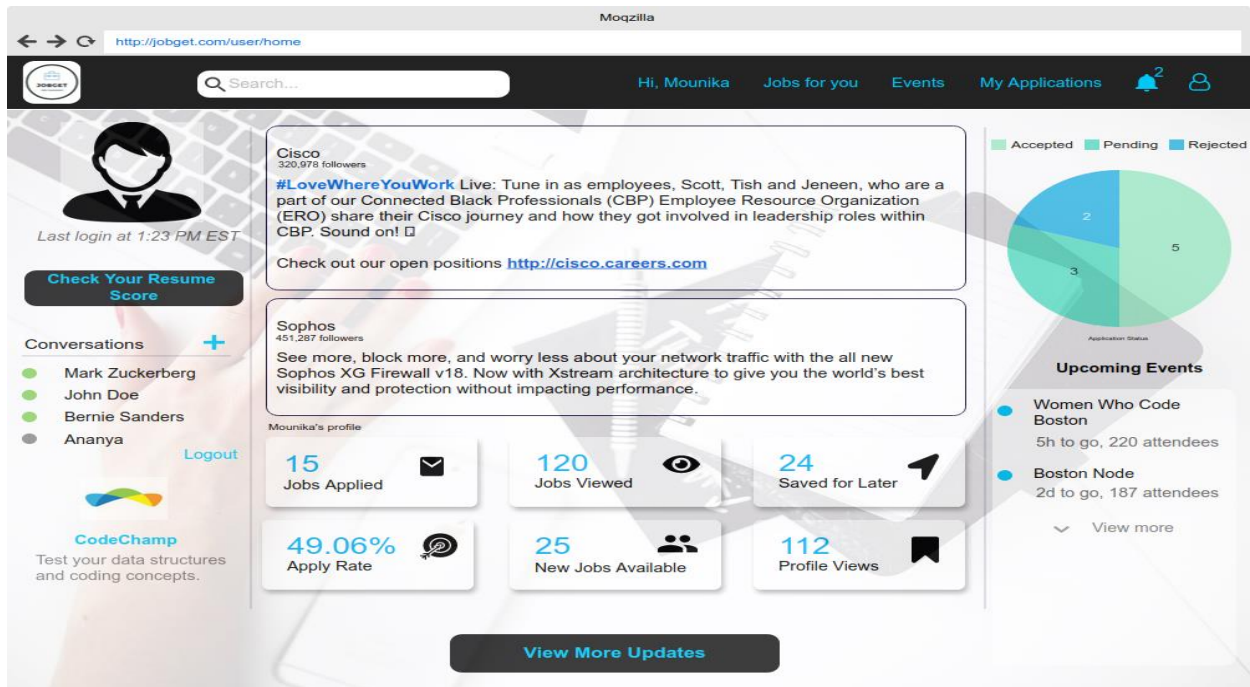 Moqzilla
http://jobget.com/user/home
JOBGET
Search...
Hi, Mounika
Jobs for you
Events
My Applications
2
Last login at 1:23 PM EST
Check Your Resume
Score
Conversations
Mark Zuckerberg
John Doe
Bernie Sanders
Ananya
Logout
CodeChamp
Test your data structures
and coding concepts.
Cisco
320,978 followers
#LoveWhereYouWork Live: Tune in as employees, Scott, Tish and Jeneen, who are a
part of our Connected Black Professionals (CBP) Employee Resource Organization
(ERO) share their Cisco journey and how they got involved in leadership roles within
CBP. Sound on!
Check out our open positions http://cisco.careers.com
Sophos
451,287 followers
See more, block more, and worry less about your network traffic with the all new
Sophos XG Firewall v18. Now with Xstream architecture to give you the world's best
visibility and protection without impacting performance.
Mounika's profile
15
Jobs Applied
120
Jobs Viewed
24
Saved for Later
49.06%
Apply Rate
25
New Jobs Available
112
Profile Views
View More Updates
Accepted
Pending
Rejected
2
5
3
Application Status
Upcoming Events
Women Who Code
Boston
5h to go, 220 attendees
Boston Node
2d to go, 187 attendees
View more